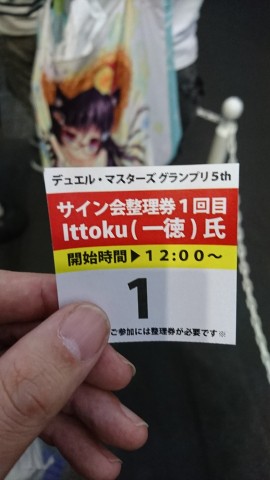 デュエル・マスターズ グランプリ5th
サイン会整理券1回目
Ittoku(一徳)氏
開始時間▶12:00～
1
ご参加には整理券が必要です※